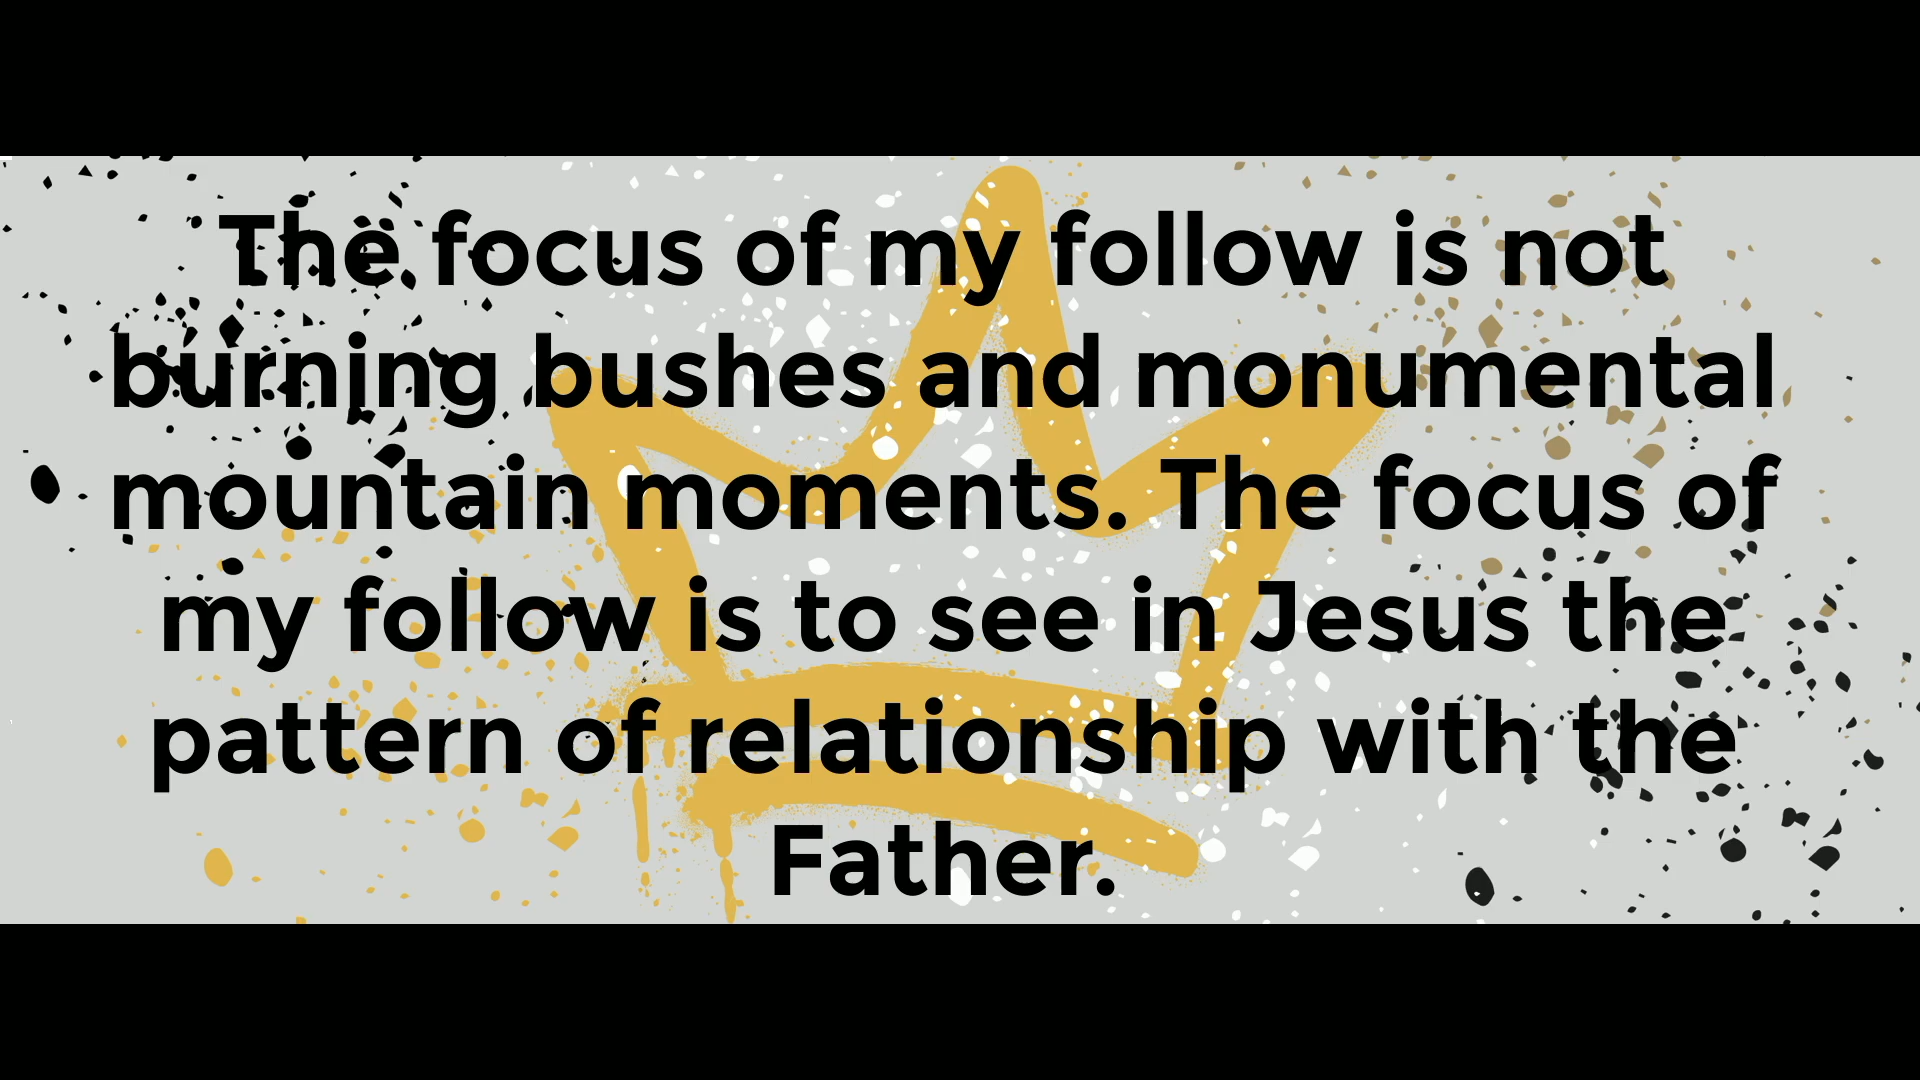 The focus of my follow is not
burning bushes and monumental
mountain moments. The focus of
my follow is to see in Jesus the
pattern of relationship with the
Father.